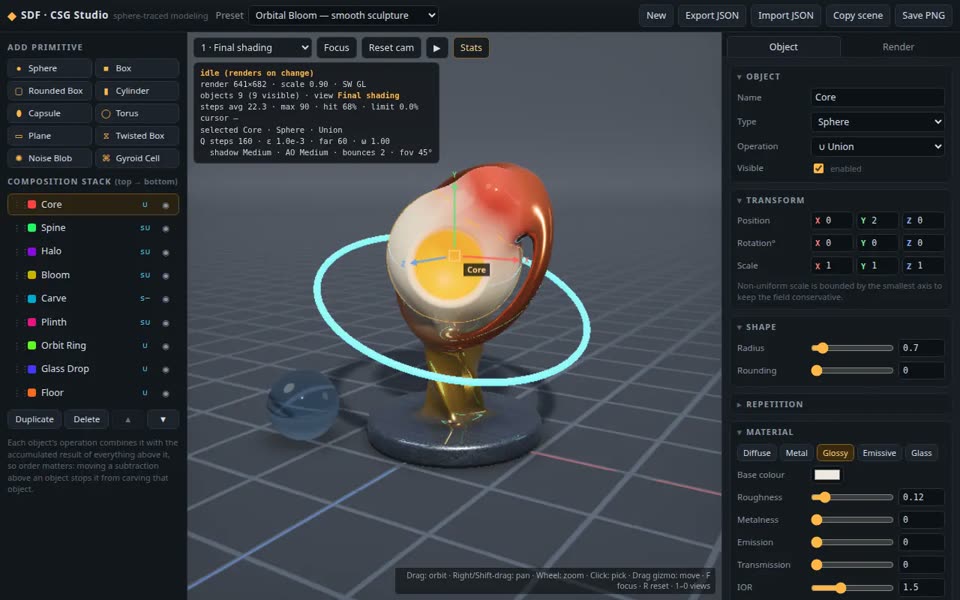 ◆ SDF · CSG Studio sphere-traced modeling Preset Orbital Bloom — smooth sculpture New Export JSON Import JSON Copy scene Save PNG
ADD PRIMITIVE
Sphere Box
Rounded Box Cylinder
Capsule Torus
Plane Twisted Box
Noise Blob Gyroid Cell
COMPOSITION STACK (top → bottom)
Core u
Spine su
Halo su
Bloom su
Carve s−
Plinth su
Orbit Ring u
Glass Drop u
Floor u
Duplicate Delete ▲ ▼
Each object's operation combines it with
the accumulated result of everything above it,
so order matters: moving a subtraction
above an object stops it from carving that
object.
1 · Final shading Focus Reset cam ▶ Stats
idle (renders on change)
render 641×682 · scale 0.90 · SW GL
objects 9 (9 visible) · view Final shading
steps avg 22.3 · max 90 · hit 68% · limit 0.0%
cursor —
selected Core · Sphere · Union
Q steps 160 · ε 1.0e-3 · far 60 · ω 1.00
shadow Medium · AO Medium · bounces 2 · fov 45°
Y
Z
Core
Drag: orbit · Right/Shift-drag: pan · Wheel: zoom · Click: pick · Drag gizmo: move · F
focus · R reset · 1–0 views
Object Render
▾ OBJECT
Name Core
Type Sphere
Operation ∪ Union
Visible enabled
▾ TRANSFORM
Position X 0 Y 2 Z 0
Rotation° X 0 Y 0 Z 0
Scale X 1 Y 1 Z 1
Non-uniform scale is bounded by the smallest axis to
keep the field conservative.
▾ SHAPE
Radius 0.7
Rounding 0
▸ REPETITION
▾ MATERIAL
Diffuse Metal Glossy Emissive Glass
Base colour
Roughness 0.12
Metalness 0
Emission 0
Transmission 0
IOR 1.5